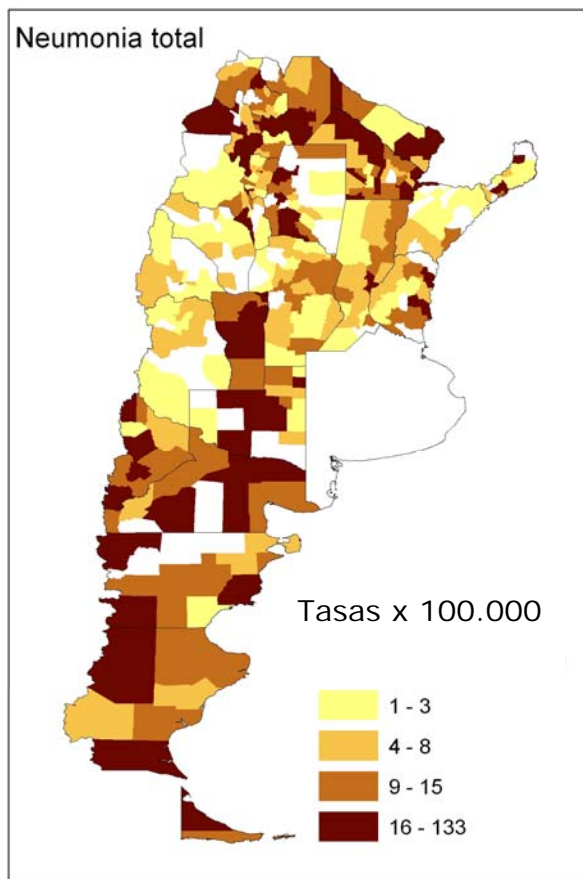 Neumonia total
Tasas x 100.000
1 - 3
4 - 8
9 - 15
16 - 133